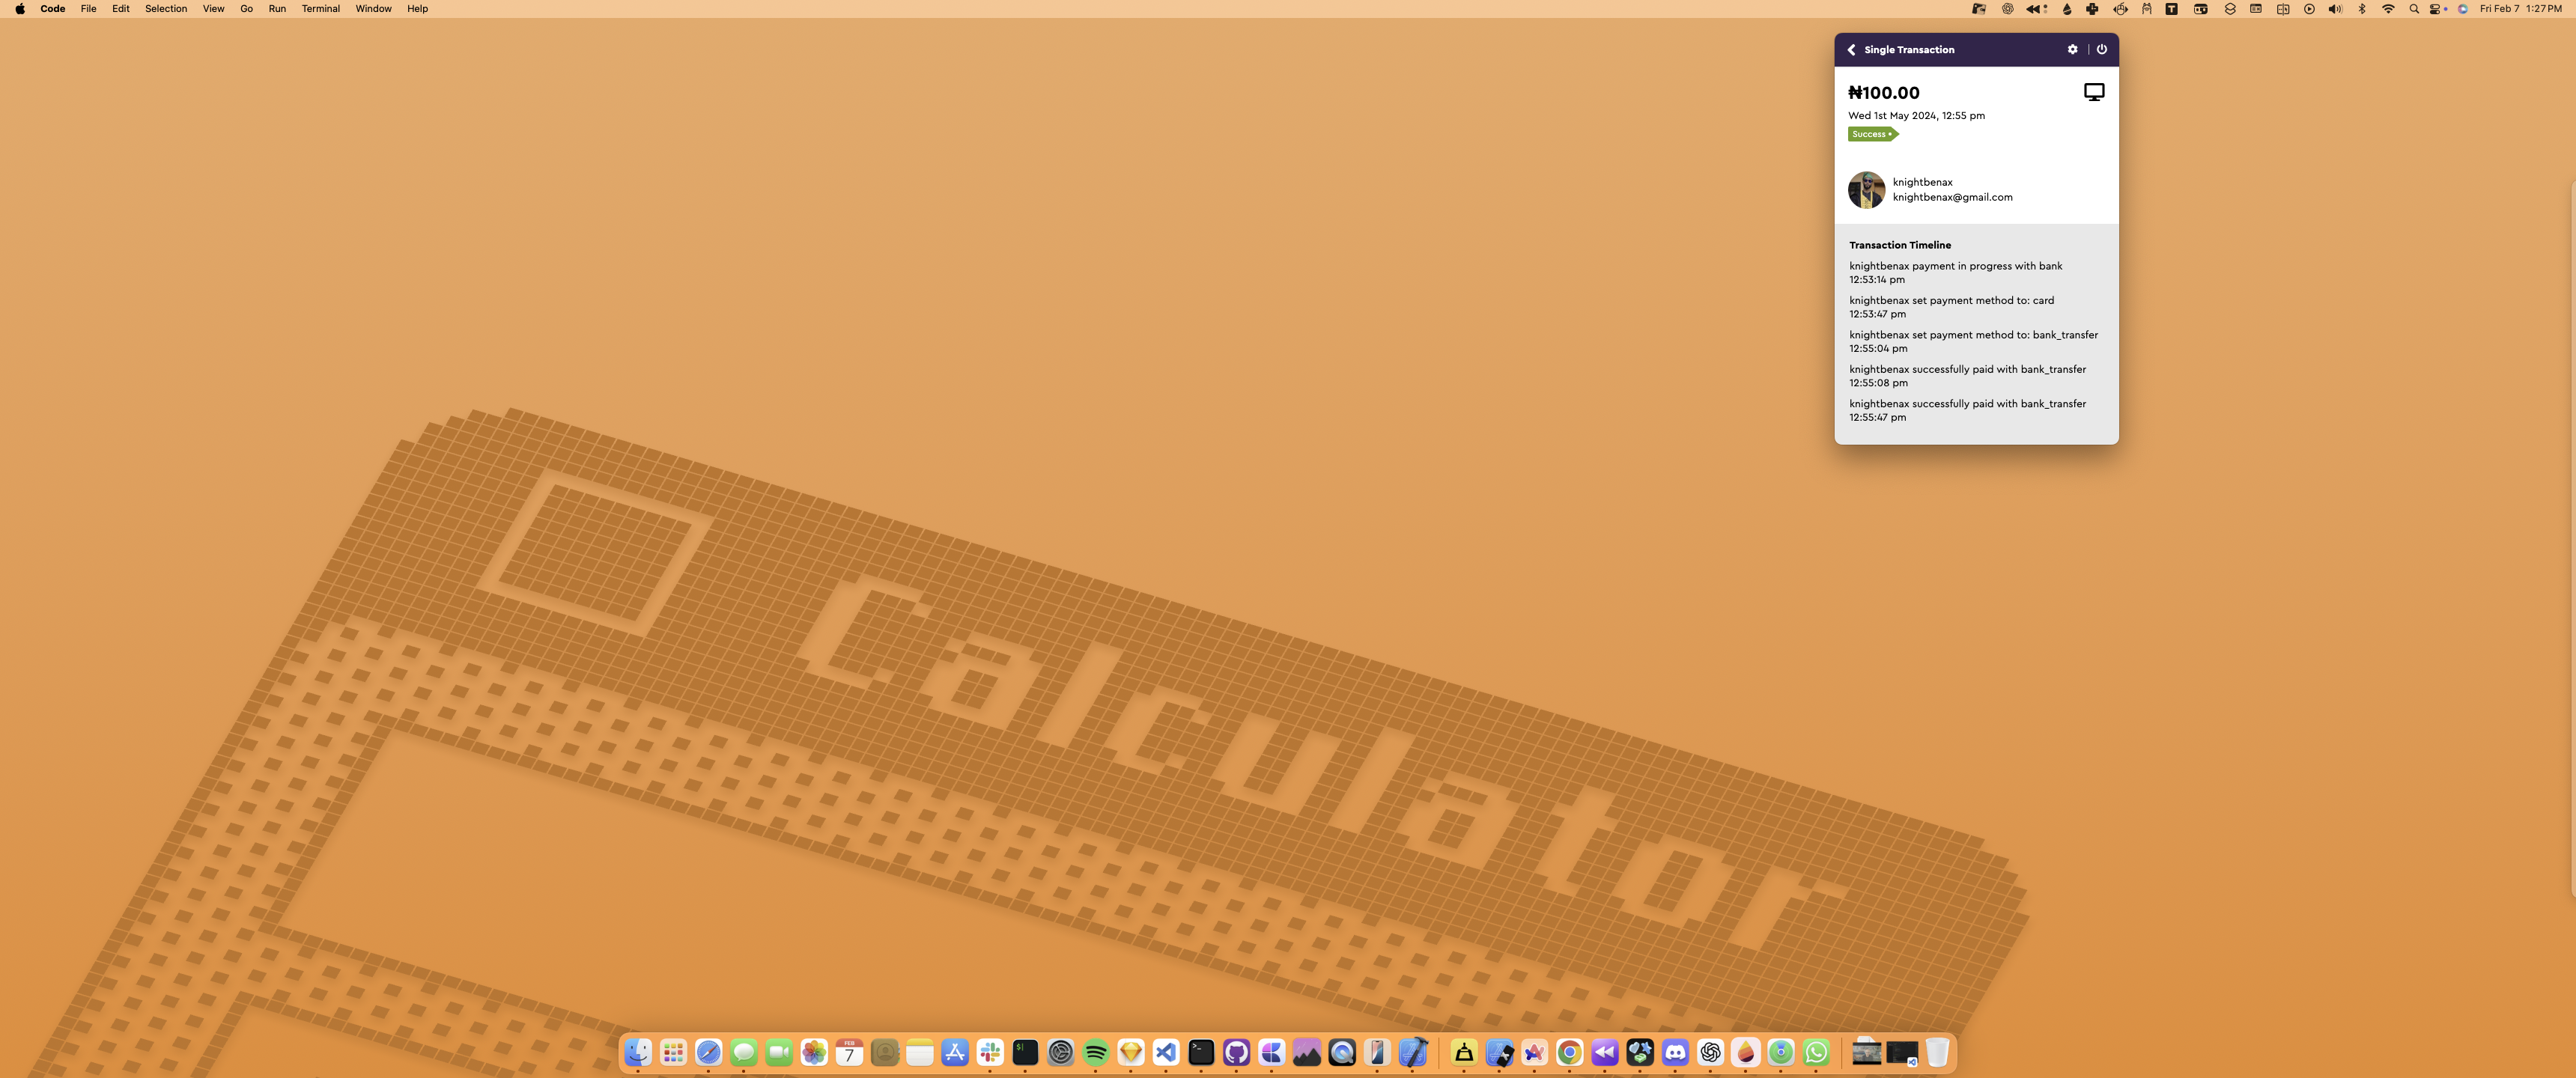 Code File Edit Selection View Go Run Terminal Window Help
Fri Feb 7 1:27 PM
Single Transaction
₦100.00
Wed 1st May 2024, 12:55 pm
Success
knightbenax
knightbenax@gmail.com
Transaction Timeline
knightbenax payment in progress with bank
12:53:14 pm
knightbenax set payment method to: card
12:53:47 pm
knightbenax set payment method to: bank_transfer
12:55:04 pm
knightbenax successfully paid with bank_transfer
12:55:08 pm
knightbenax successfully paid with bank_transfer
12:55:47 pm
Calculator
FEB
7